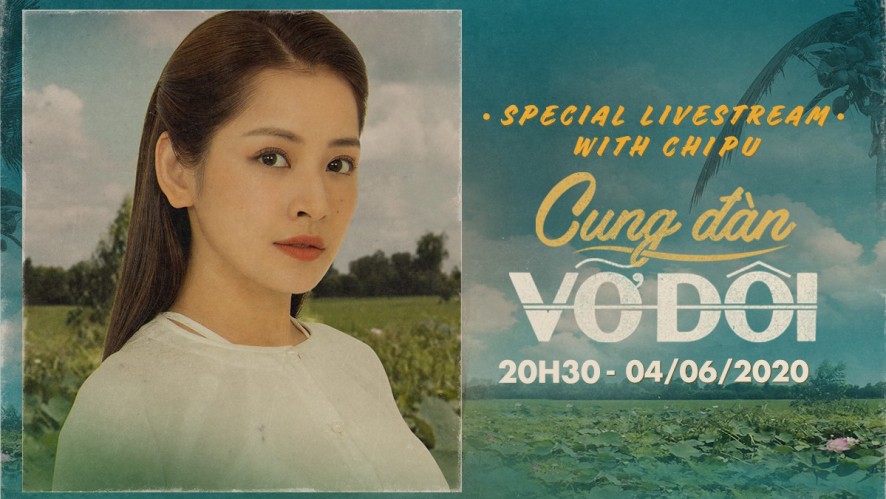 • SPECIAL LIVESTREAM •
WITH CHIPU
Cung đàn
VỠ ĐÔI
20H30 - 04/06/2020